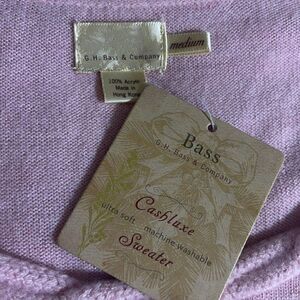 G.H. Bass & Company
medium
100% Acrylic
Made in
Hong Kong
Bass
G.H. Bass & Company
Cashluxe
ultra soft machine washable
Sweater